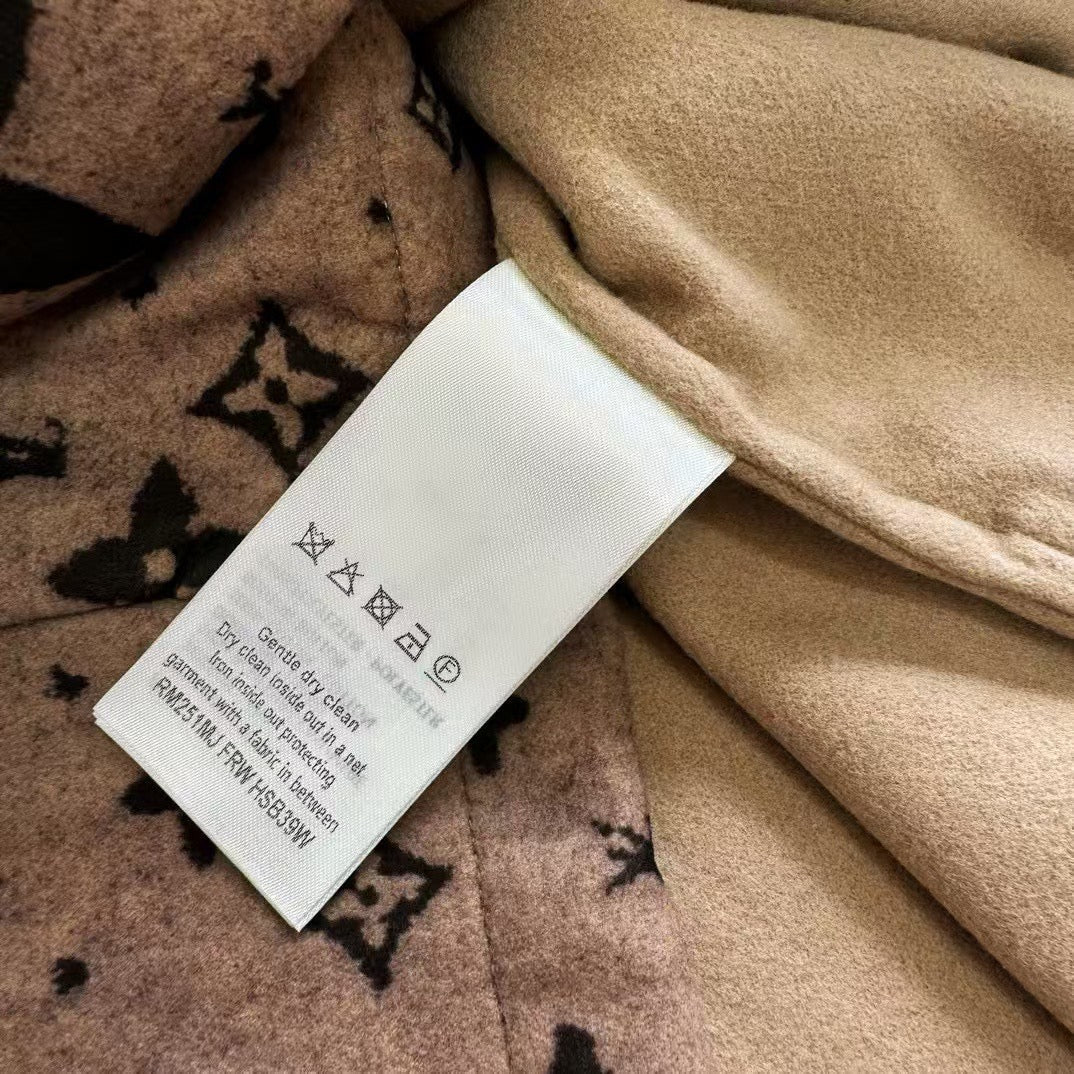 F
Gentle dry clean
Dry clean inside out in a net
Iron inside out protecting
garment with a fabric in between
RM251MJ FRW HSB39W